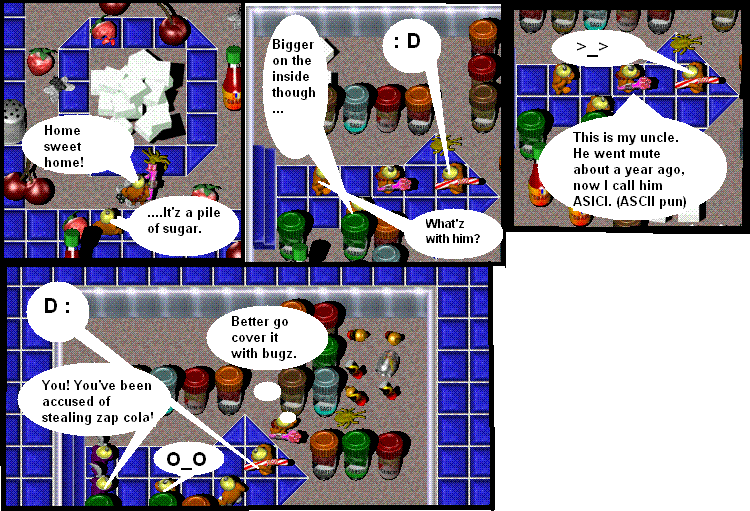 Home
sweet
home!
....It'z a pile
of sugar.
Bigger
on the
inside
though
...
: D
What'z
with him?
>_>
This is my uncle.
He went mute
about a year ago,
now I call him
ASICI. (ASCII pun)
D :
You! You've been
accused of
stealing zap cola!
O_O
Better go
cover it
with bugz.